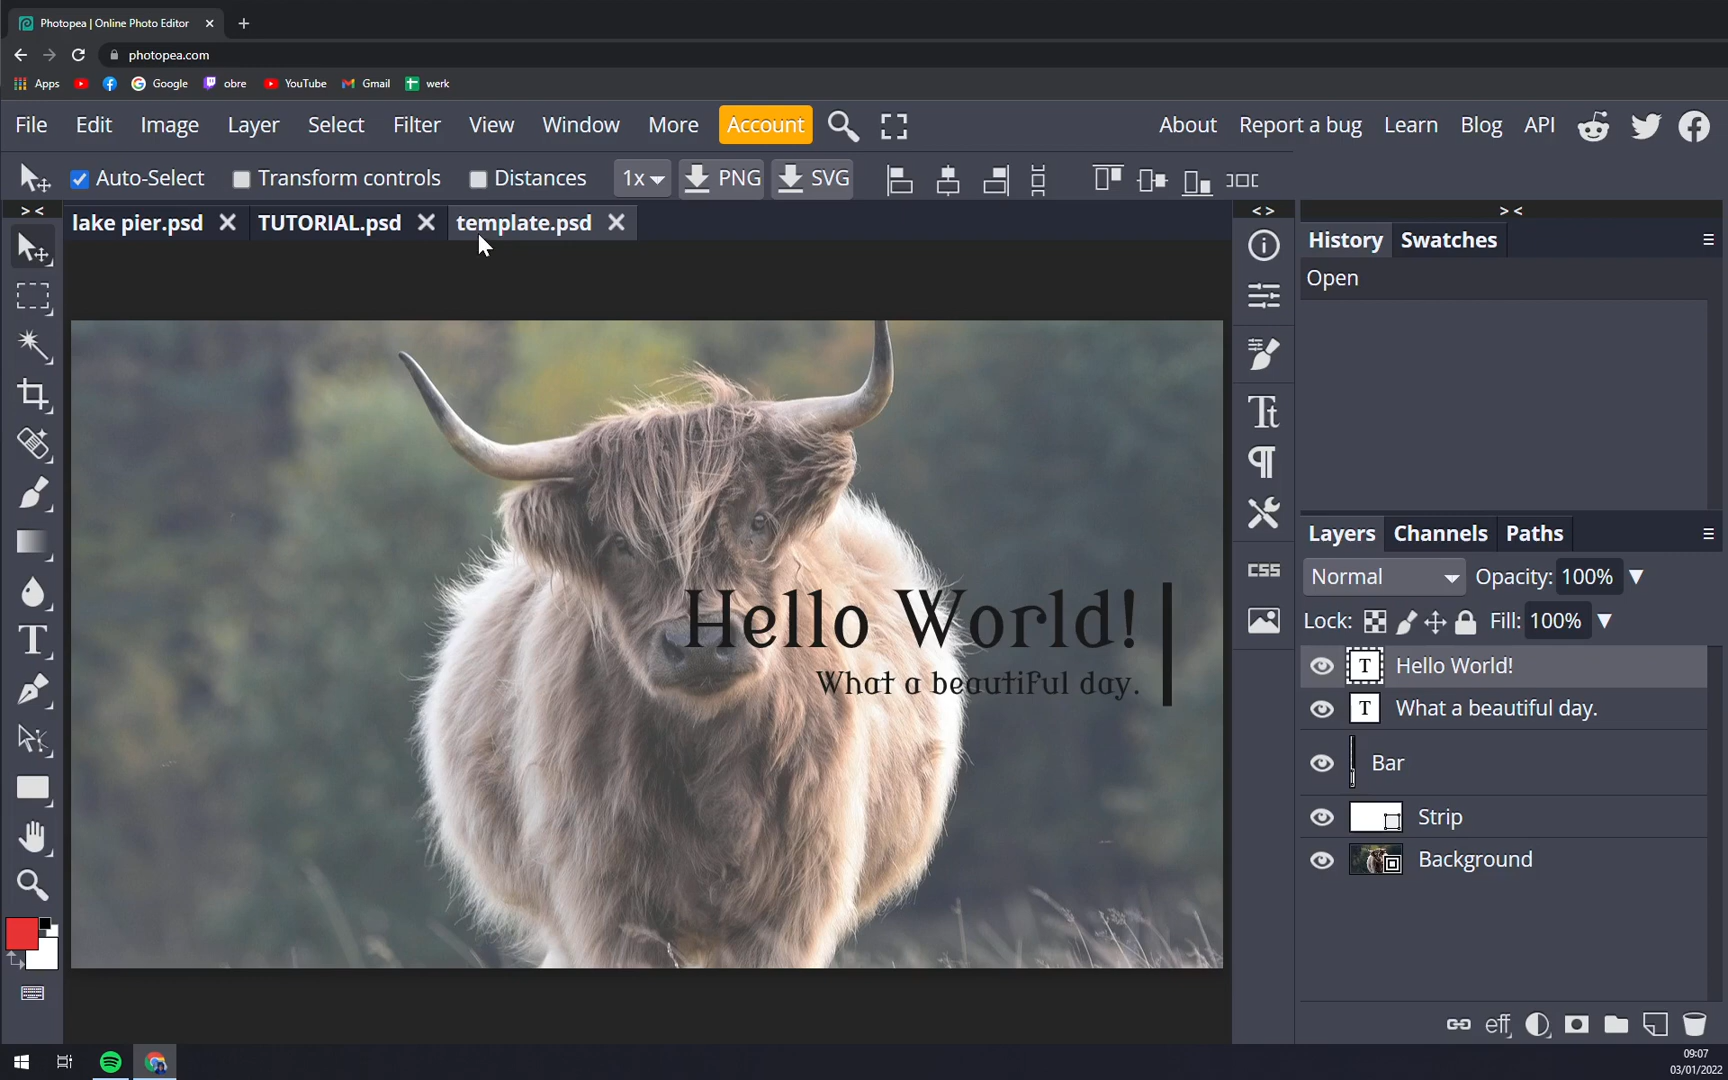 Photopea | Online Photo Editor
photopea.com
Apps Google obre YouTube Gmail werk
File Edit Image Layer Select Filter View Window More Account About Report a bug Learn Blog API
Auto-Select Transform controls Distances 1x PNG SVG
lake pier.psd TUTORIAL.psd template.psd
History Swatches
Open
Hello World!
What a beautiful day.
Tt
CSS
T
Layers Channels Paths
Normal Opacity: 100%
Lock: Fill: 100%
T Hello World!
T What a beautiful day.
Bar
Strip
Background
eff
09:07
03/01/2022